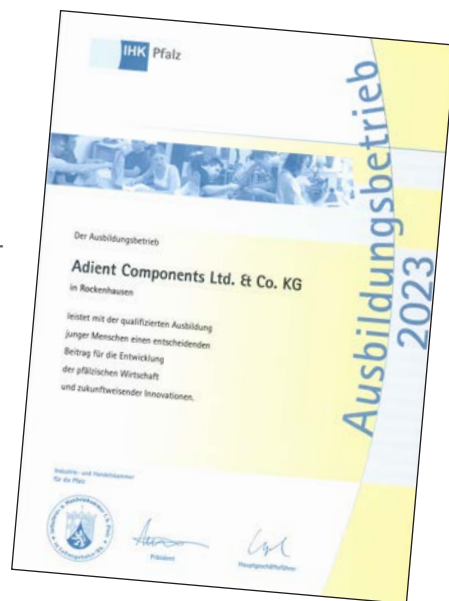 IHK Pfalz
Ausbildungsbetrieb
2023
Der Ausbildungsbetrieb
Adient Components Ltd. & Co. KG
in Rockenhausen
leistet mit der qualifizierten Ausbildung
junger Menschen einen entscheidenden
Beitrag für die Entwicklung
der pfälzischen Wirtschaft
und zukunftweisender Innovationen.
Industrie- und Handelskammer
für die Pfalz
Präsident
Hauptgeschäftsführer